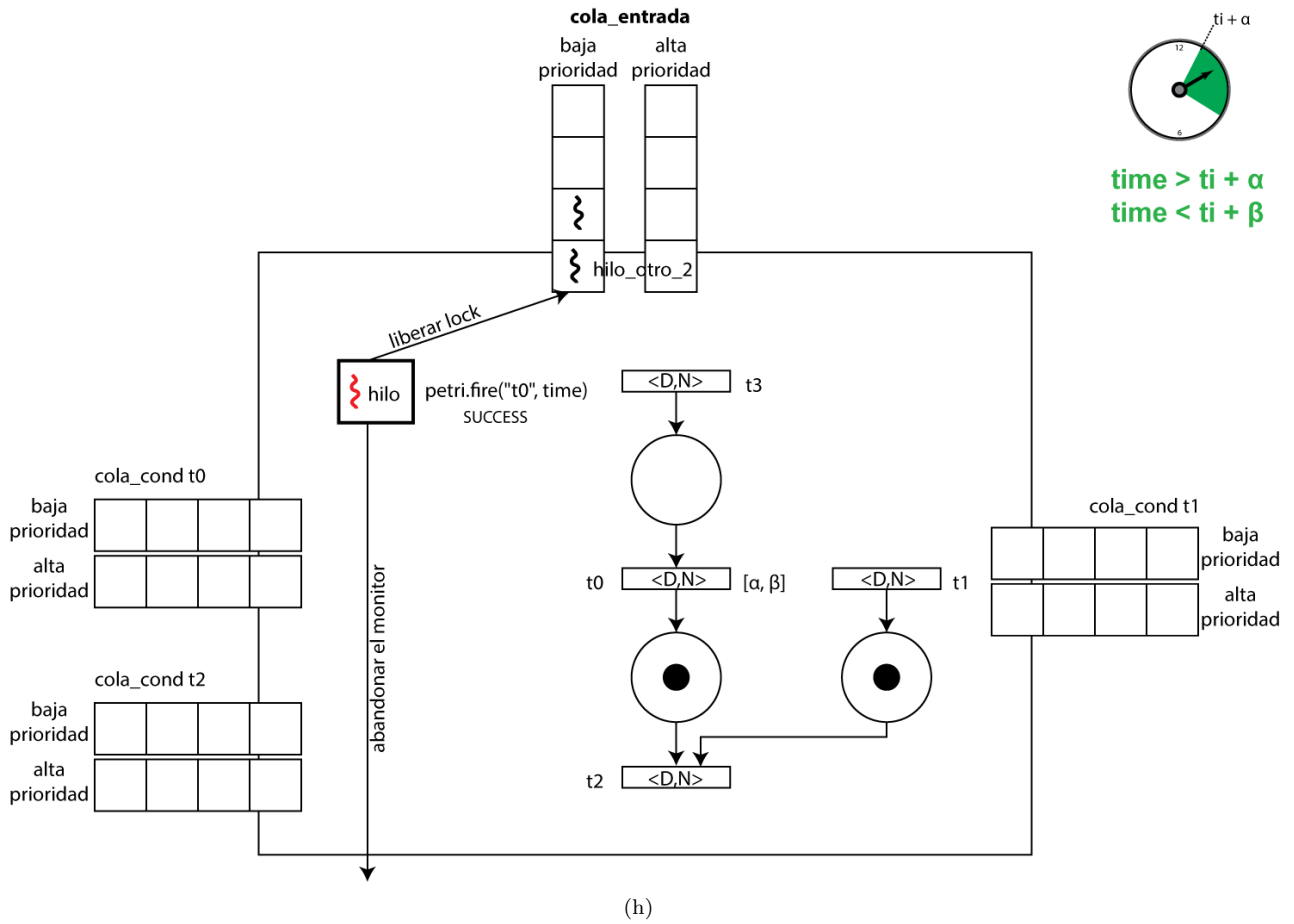 cola_entrada
baja
prioridad
alta
prioridad
ti + α
12
6
time > ti + α
time < ti + β
hilo_otro_2
liberar lock
hilo
petri.fire("t0", time)
SUCCESS
<D,N>
t3
cola_cond t0
baja
prioridad
alta
prioridad
cola_cond t1
baja
prioridad
alta
prioridad
t0
<D,N>
[α, β]
<D,N>
t1
abandonar el monitor
cola_cond t2
baja
prioridad
alta
prioridad
t2
<D,N>
(h)